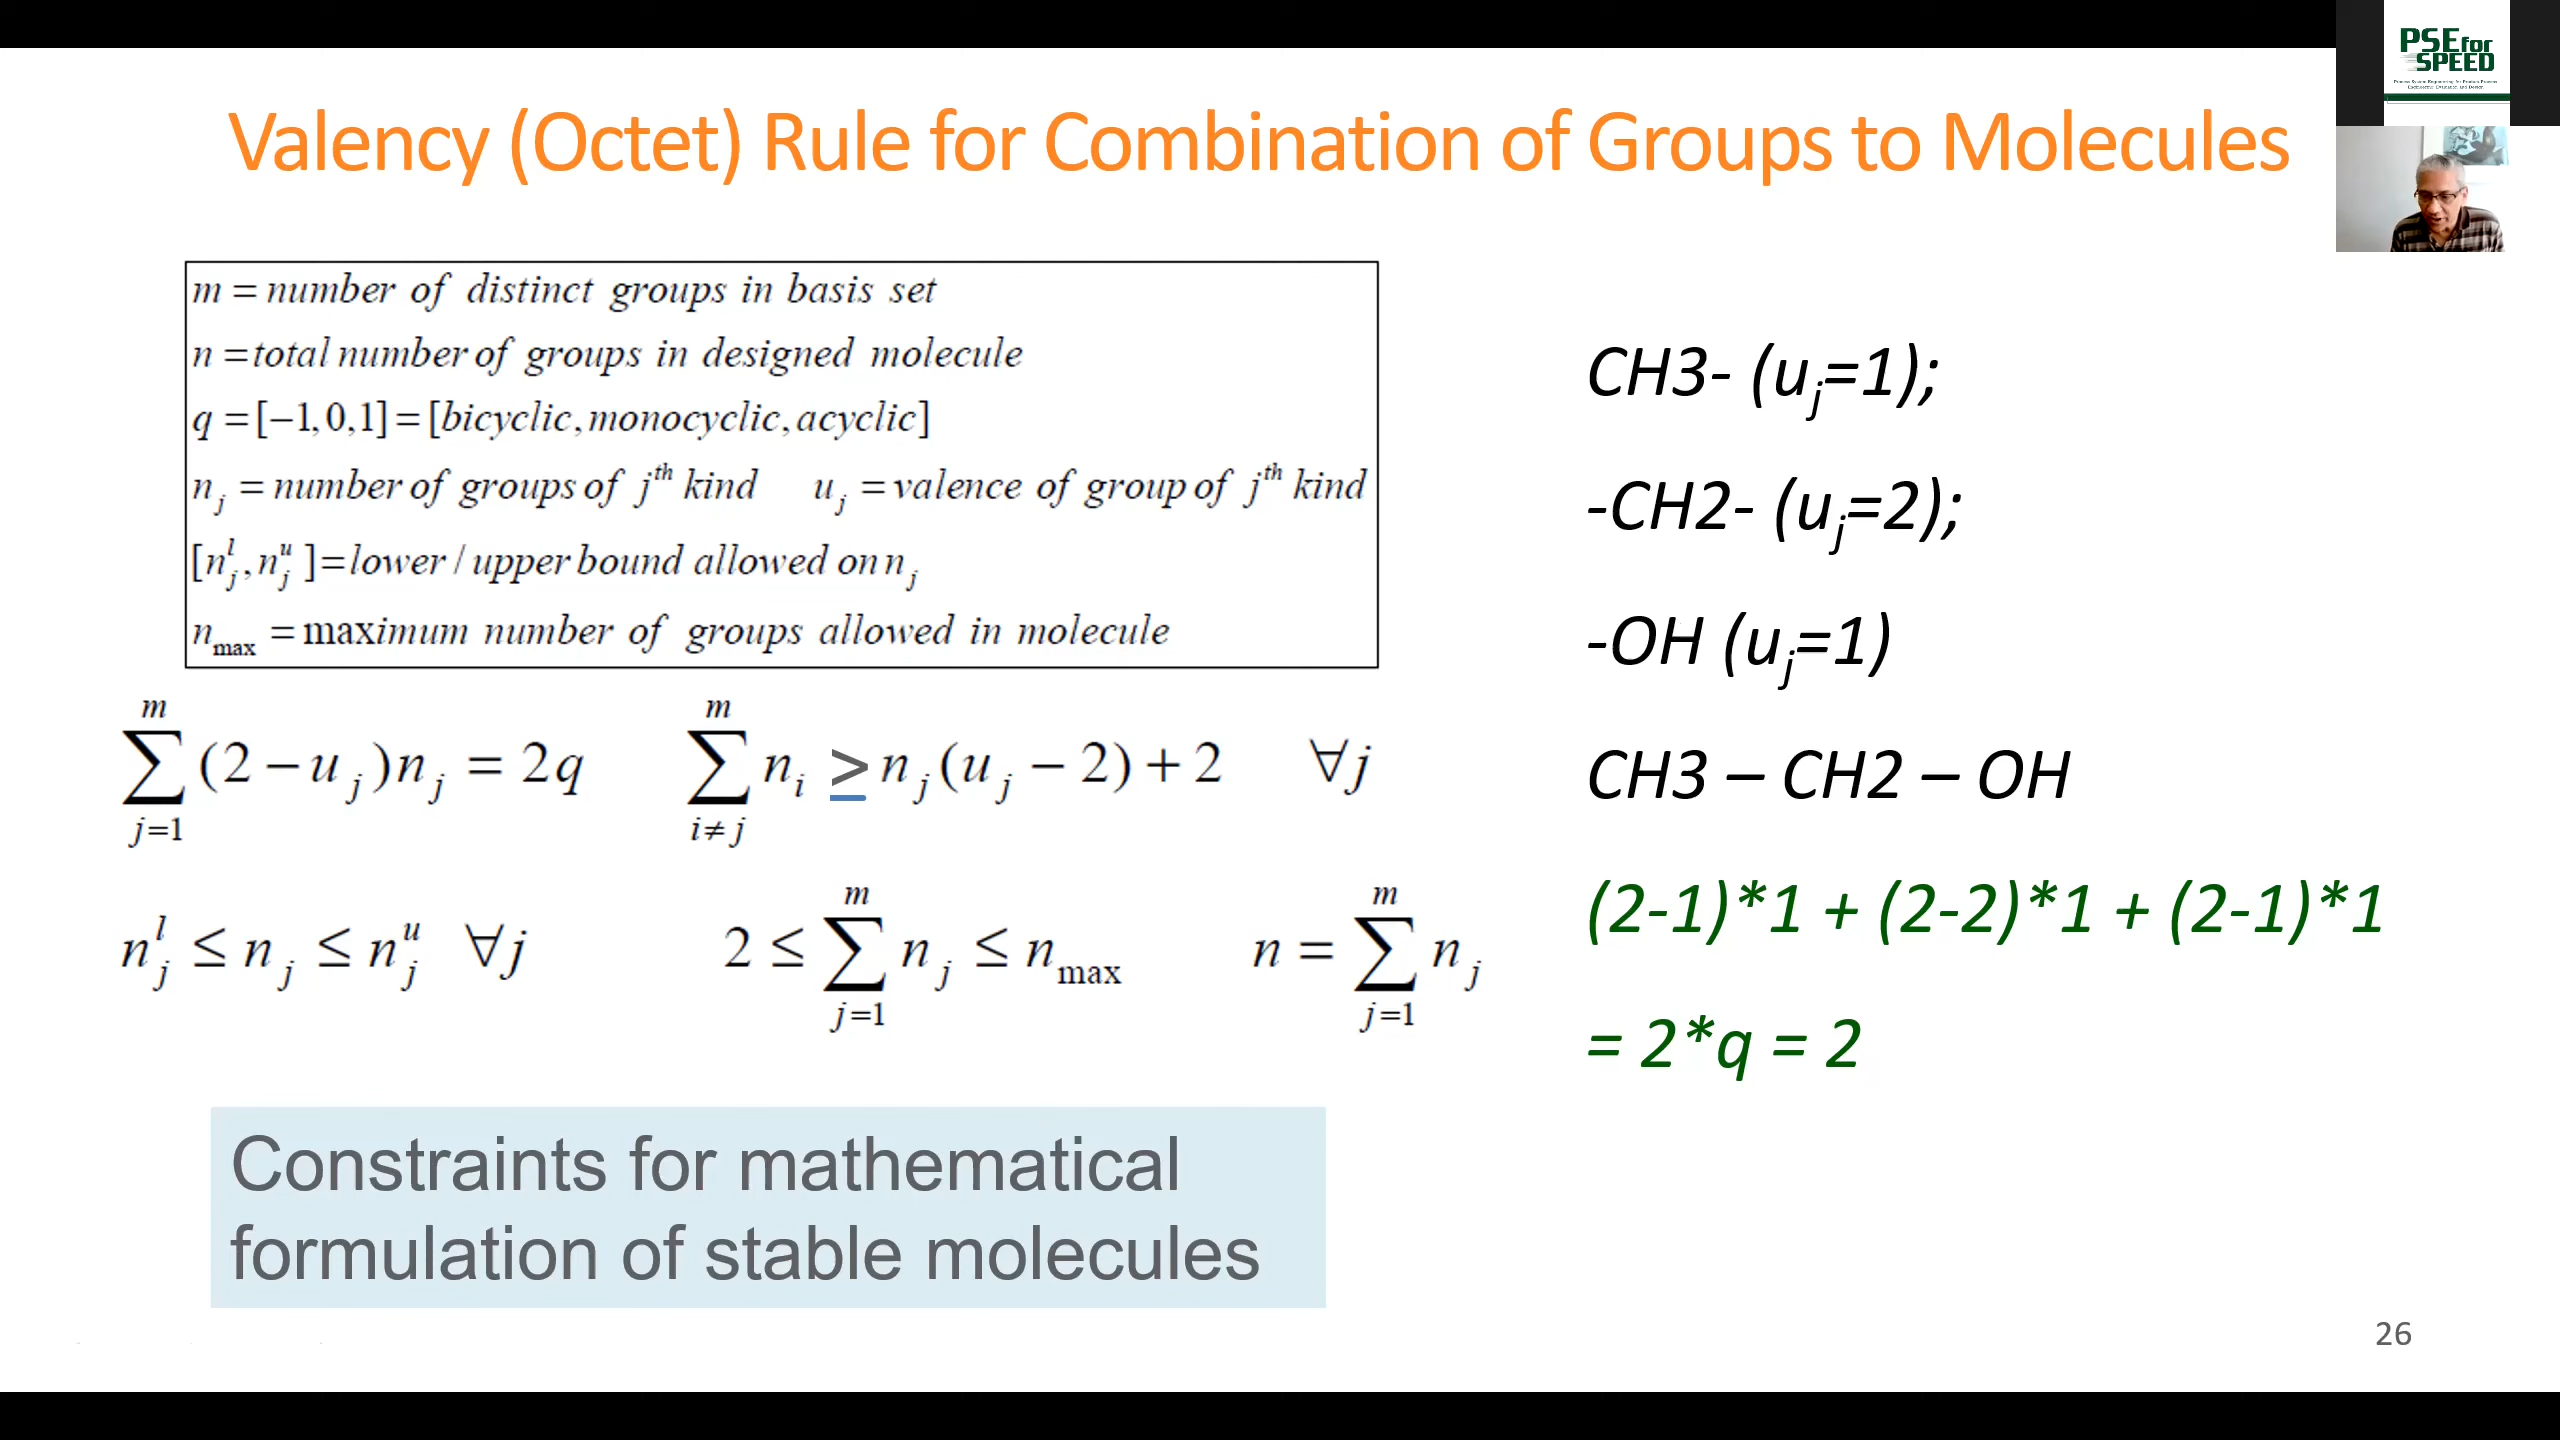 PSE for
SPEED
Valency (Octet) Rule for Combination of Groups to Molecules
m = number of distinct groups in basis set
n = total number of groups in designed molecule
q = [−1, 0, 1] = [bicyclic, monocyclic, acyclic]
n_j = number of groups of j^th kind u_j = valence of group of j^th kind
[n_j^l, n_j^u] = lower / upper bound allowed on n_j
n_max = maximum number of groups allowed in molecule
∑_{j=1}^{m} (2 − u_j) n_j = 2q ∑_{i≠j}^{m} n_i ≥ n_j (u_j − 2) + 2 ∀j
n_j^l ≤ n_j ≤ n_j^u ∀j 2 ≤ ∑_{j=1}^{m} n_j ≤ n_max n = ∑_{j=1}^{m} n_j
Constraints for mathematical
formulation of stable molecules
CH3- (u_j=1);
-CH2- (u_j=2);
-OH (u_j=1)
CH3 – CH2 – OH
(2-1)*1 + (2-2)*1 + (2-1)*1
= 2*q = 2
26